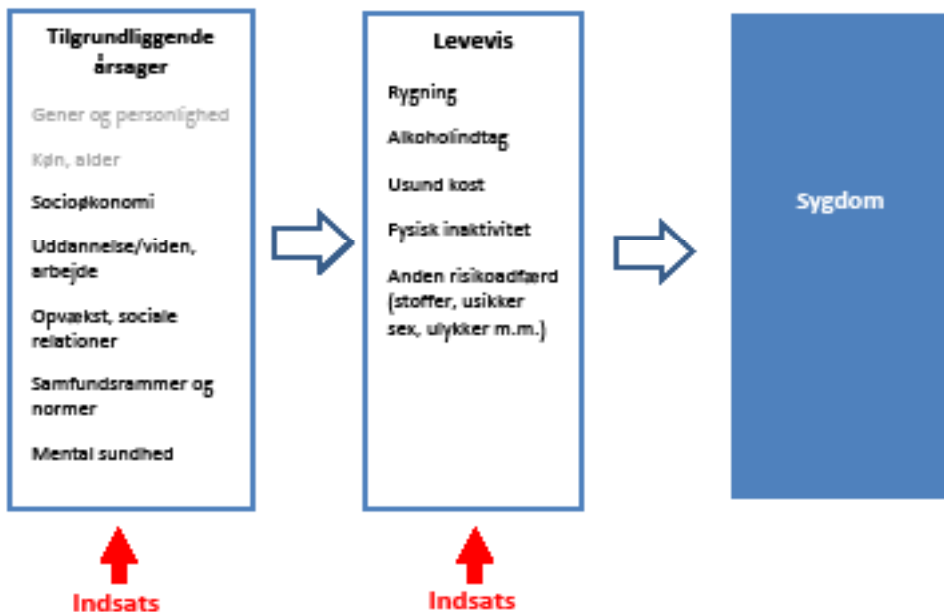 Tilgrundliggende
årsager
Gener og personlighed
Køn, alder
Socioøkonomi
Uddannelse/viden,
arbejde
Opvækst, sociale
relationer
Samfundsrammer og
normer
Mental sundhed
Indsats
Levevis
Rygning
Alkoholindtag
Usund kost
Fysisk inaktivitet
Anden risikoadfærd
(stoffer, usikker
sex, ulykker m.m.)
Indsats
Sygdom